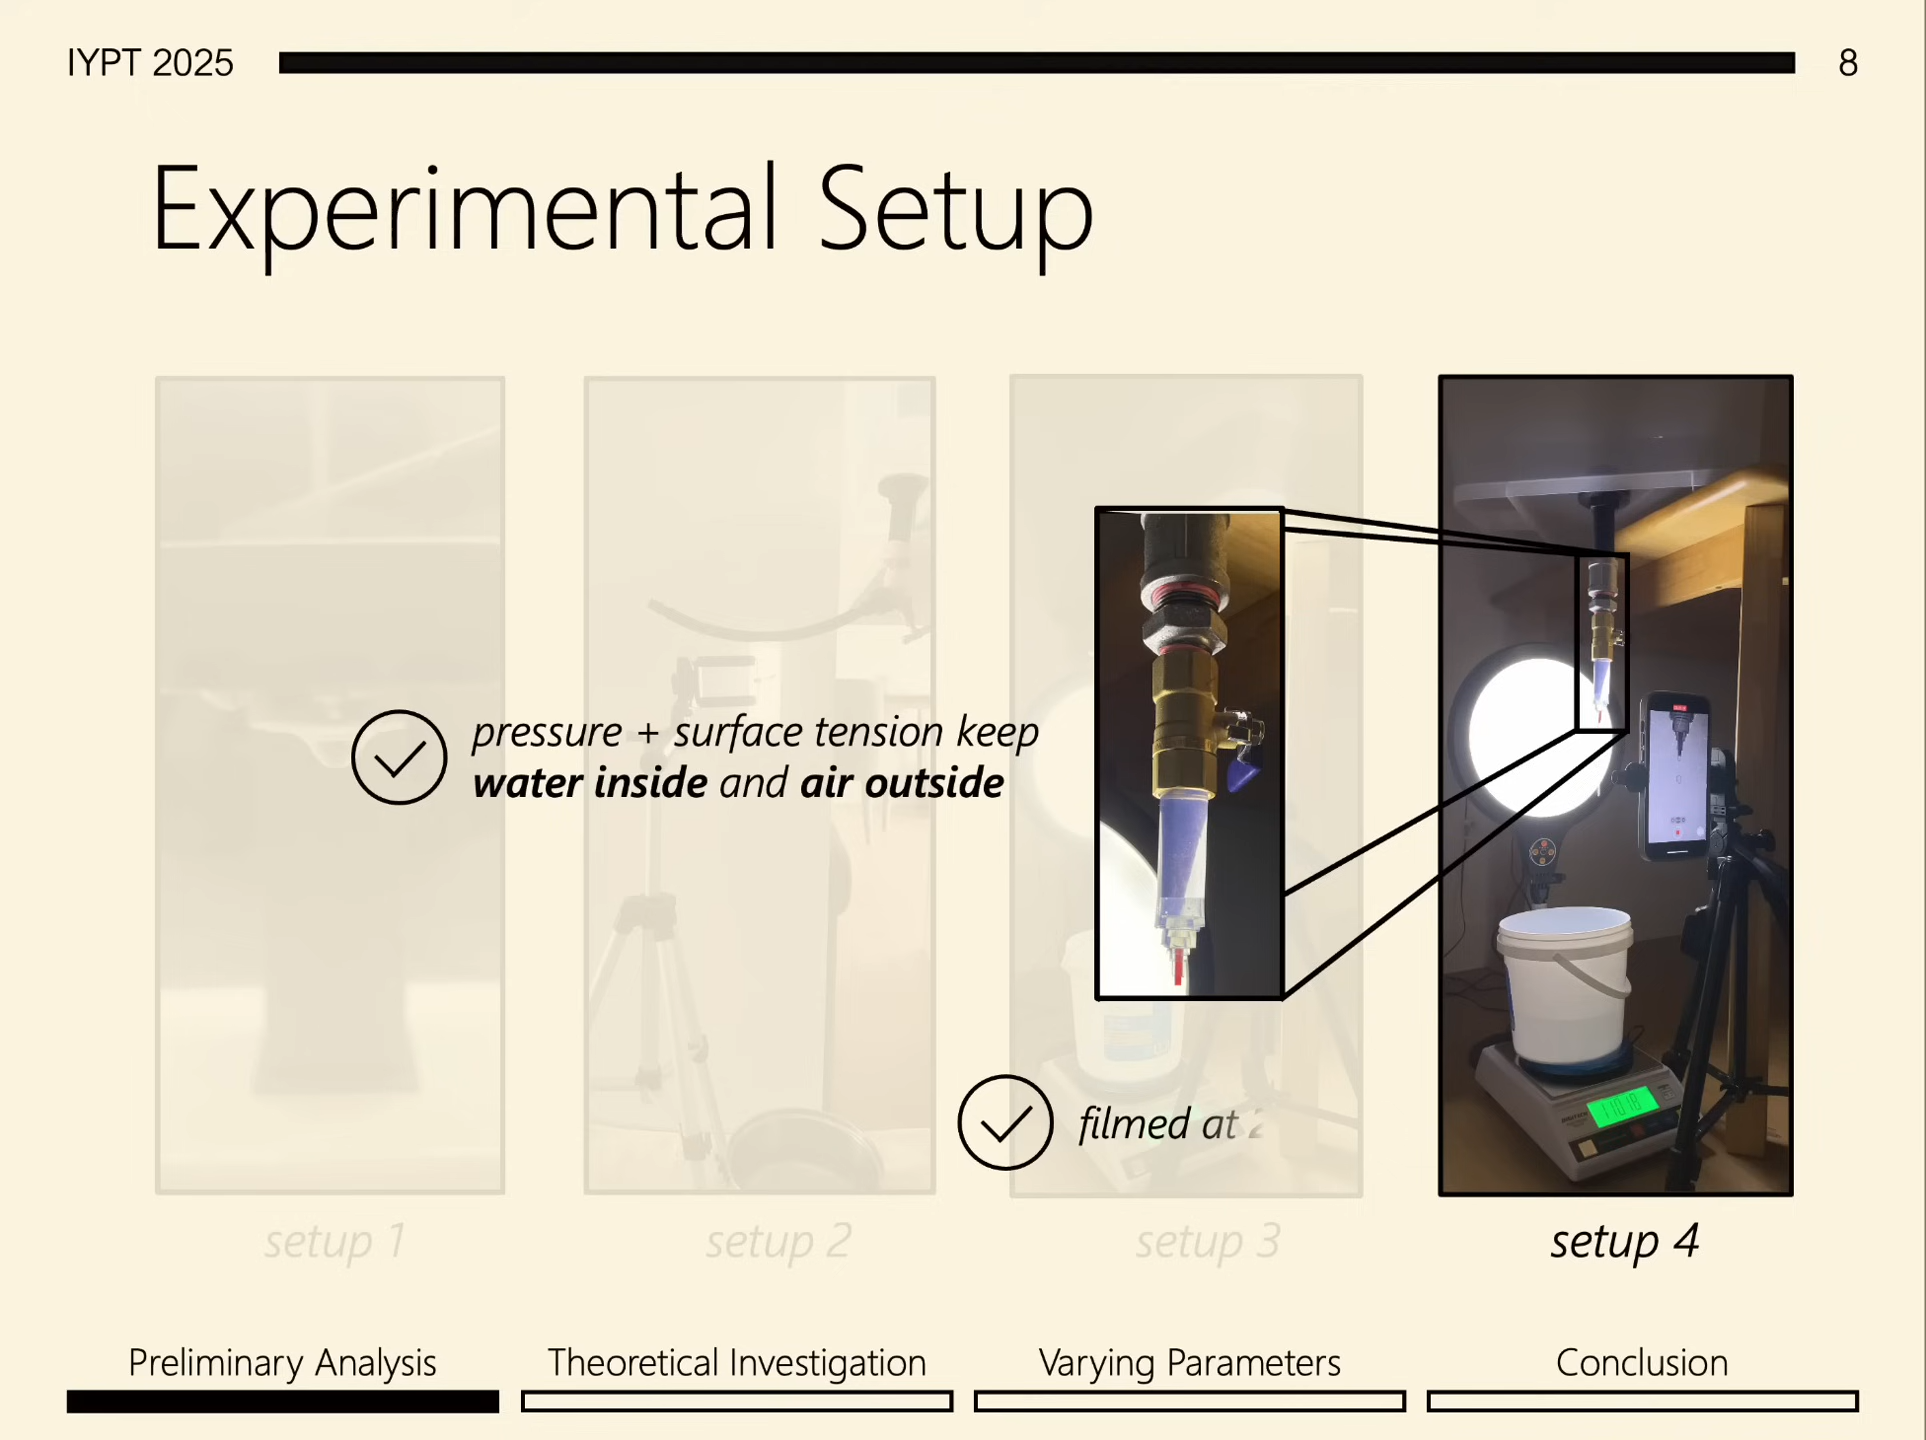 IYPT 2025
8
Experimental Setup
pressure + surface tension keep
water inside and air outside
filmed at
setup 1
setup 2
setup 3
setup 4
Preliminary Analysis
Theoretical Investigation
Varying Parameters
Conclusion